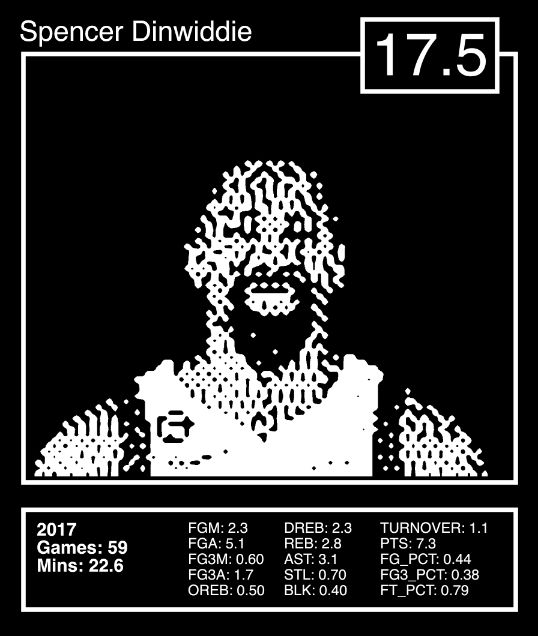 Spencer Dinwiddie
17.5
2017
Games: 59
Mins: 22.6
FGM: 2.3
FGA: 5.1
FG3M: 0.60
FG3A: 1.7
OREB: 0.50
DREB: 2.3
REB: 2.8
AST: 3.1
STL: 0.70
BLK: 0.40
TURNOVER: 1.1
PTS: 7.3
FG_PCT: 0.44
FG3_PCT: 0.38
FT_PCT: 0.79